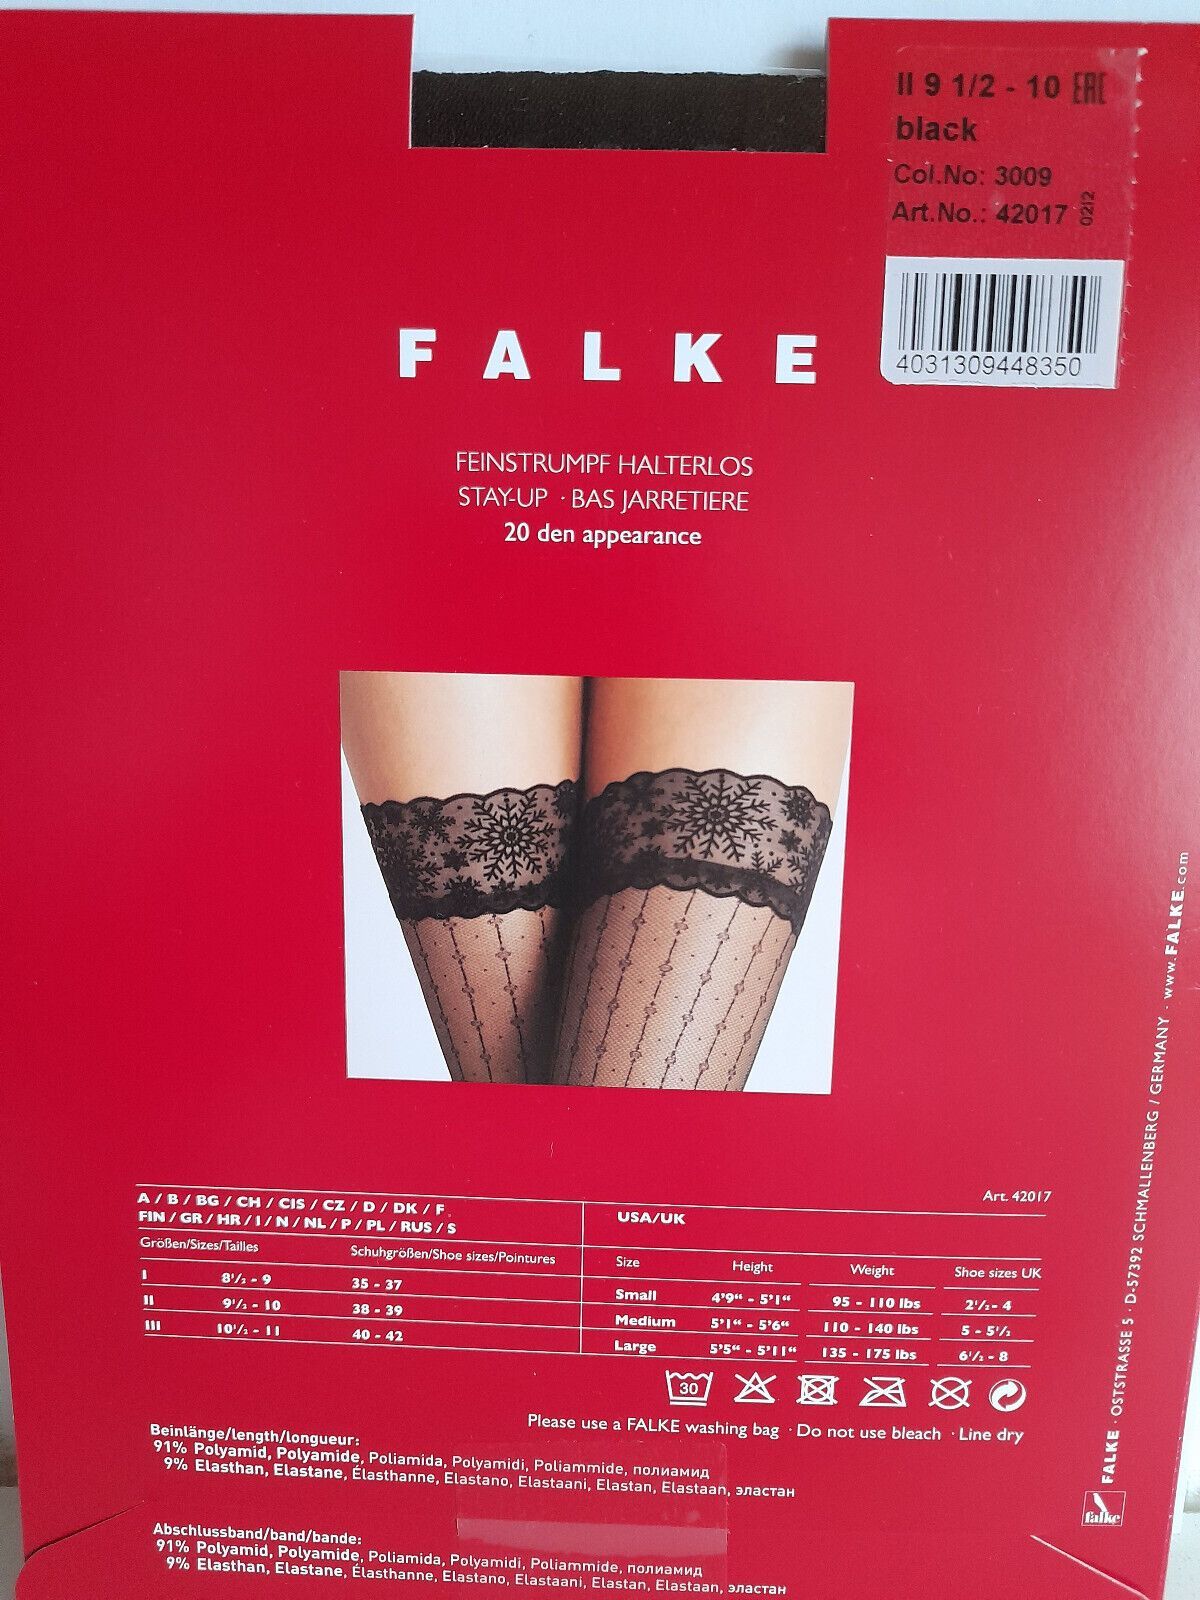 II 9 1/2 - 10 EAC
black
Col.No: 3009
Art.No.: 42017 02|2
4031309448350
FALKE
FEINSTRUMPF HALTERLOS
STAY-UP · BAS JARRETIERE
20 den appearance
Art. 42017
A / B / BG / CH / CIS / CZ / D / DK / F
FIN / GR / HR / I / N / NL / P / PL / RUS / S
USA/UK
Größen/Sizes/Tailles Schuhgrößen/Shoe sizes/Pointures
I 8½ - 9 35 - 37
II 9½ - 10 38 - 39
III 10½ - 11 40 - 42
Size Height Weight Shoe sizes UK
Small 4'9“ - 5'1“ 95 - 110 lbs 2½ - 4
Medium 5'1“ - 5'6“ 110 - 140 lbs 5 - 5½
Large 5'5“ - 5'11“ 135 - 175 lbs 6½ - 8
30
Please use a FALKE washing bag · Do not use bleach · Line dry
Beinlänge/length/longueur:
91% Polyamid, Polyamide, Poliamida, Polyamidi, Poliammide, полиамид
9% Elasthan, Elastane, Élasthanne, Elastano, Elastaani, Elastan, Elastaan, эластан
Abschlussband/band/bande:
91% Polyamid, Polyamide, Poliamida, Polyamidi, Poliammide, полиамид
9% Elasthan, Elastane, Élasthanne, Elastano, Elastaani, Elastan, Elastaan, эластан
FALKE · OSTSTRASSE 5 · D-57392 SCHMALLENBERG / GERMANY · www.FALKE.com
falke